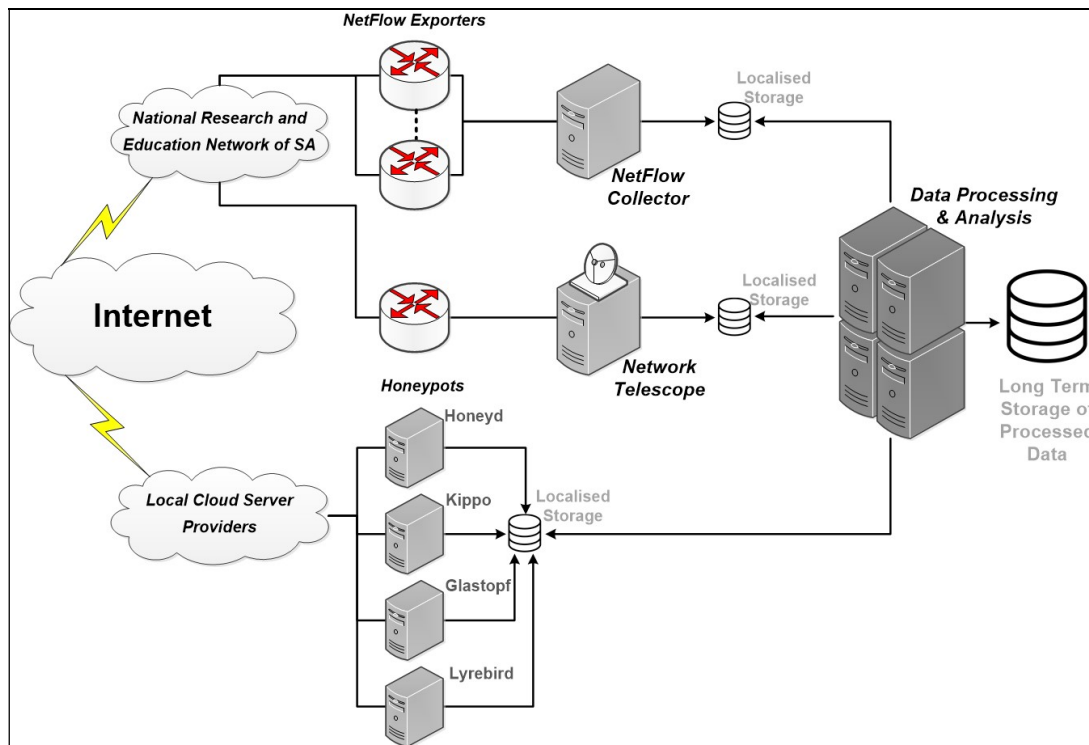 NetFlow Exporters
National Research and
Education Network of SA
Localised
Storage
NetFlow
Collector
Data Processing
& Analysis
Internet
Localised
Storage
Network
Telescope
Long Term
Storage of
Processed
Data
Honeypots
Honeyd
Local Cloud Server
Providers
Kippo
Localised
Storage
Glastopf
Lyrebird